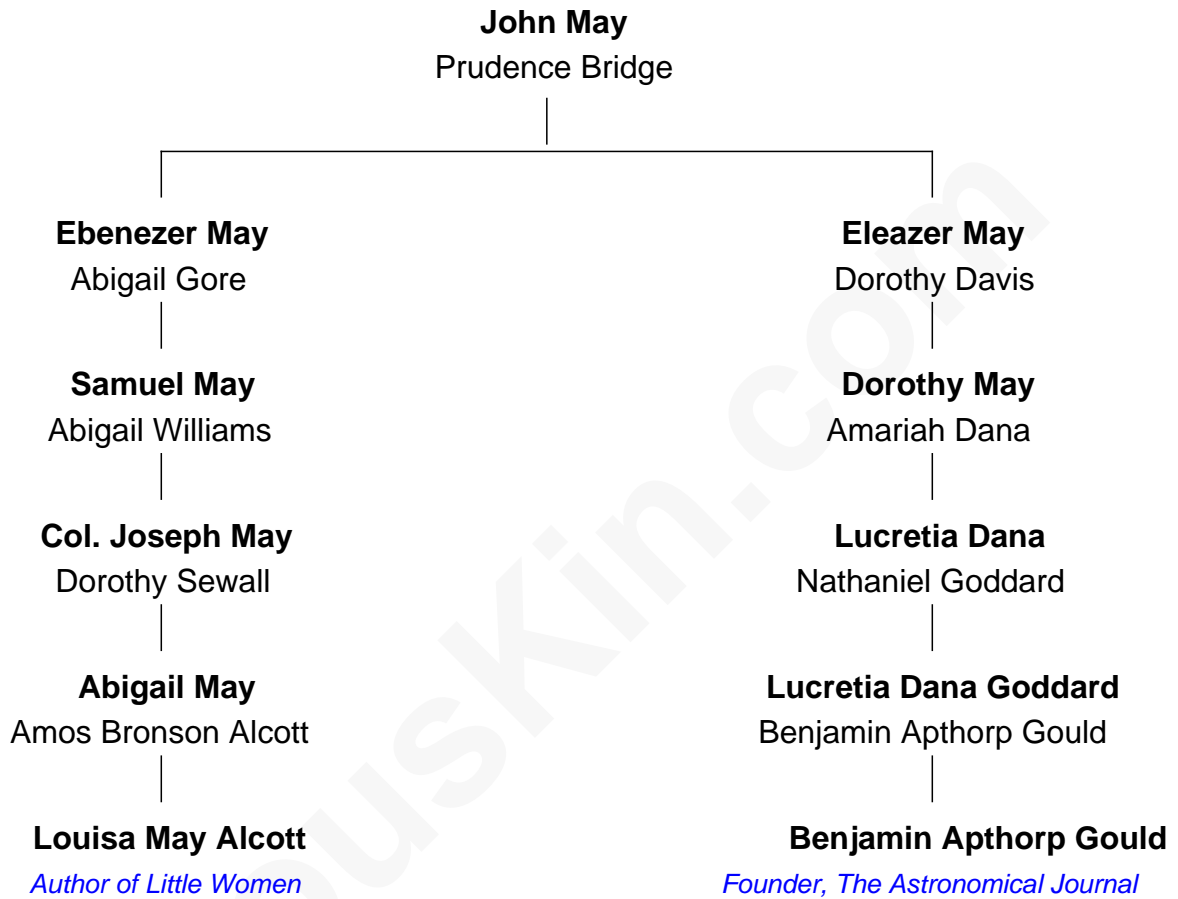 John May
Prudence Bridge
Ebenezer May
Abigail Gore
Eleazer May
Dorothy Davis
Samuel May
Abigail Williams
Dorothy May
Amariah Dana
Col. Joseph May
Dorothy Sewall
Lucretia Dana
Nathaniel Goddard
Abigail May
Amos Bronson Alcott
Lucretia Dana Goddard
Benjamin Apthorp Gould
Louisa May Alcott
Author of Little Women
Benjamin Apthorp Gould
Founder, The Astronomical Journal
ousKin.com